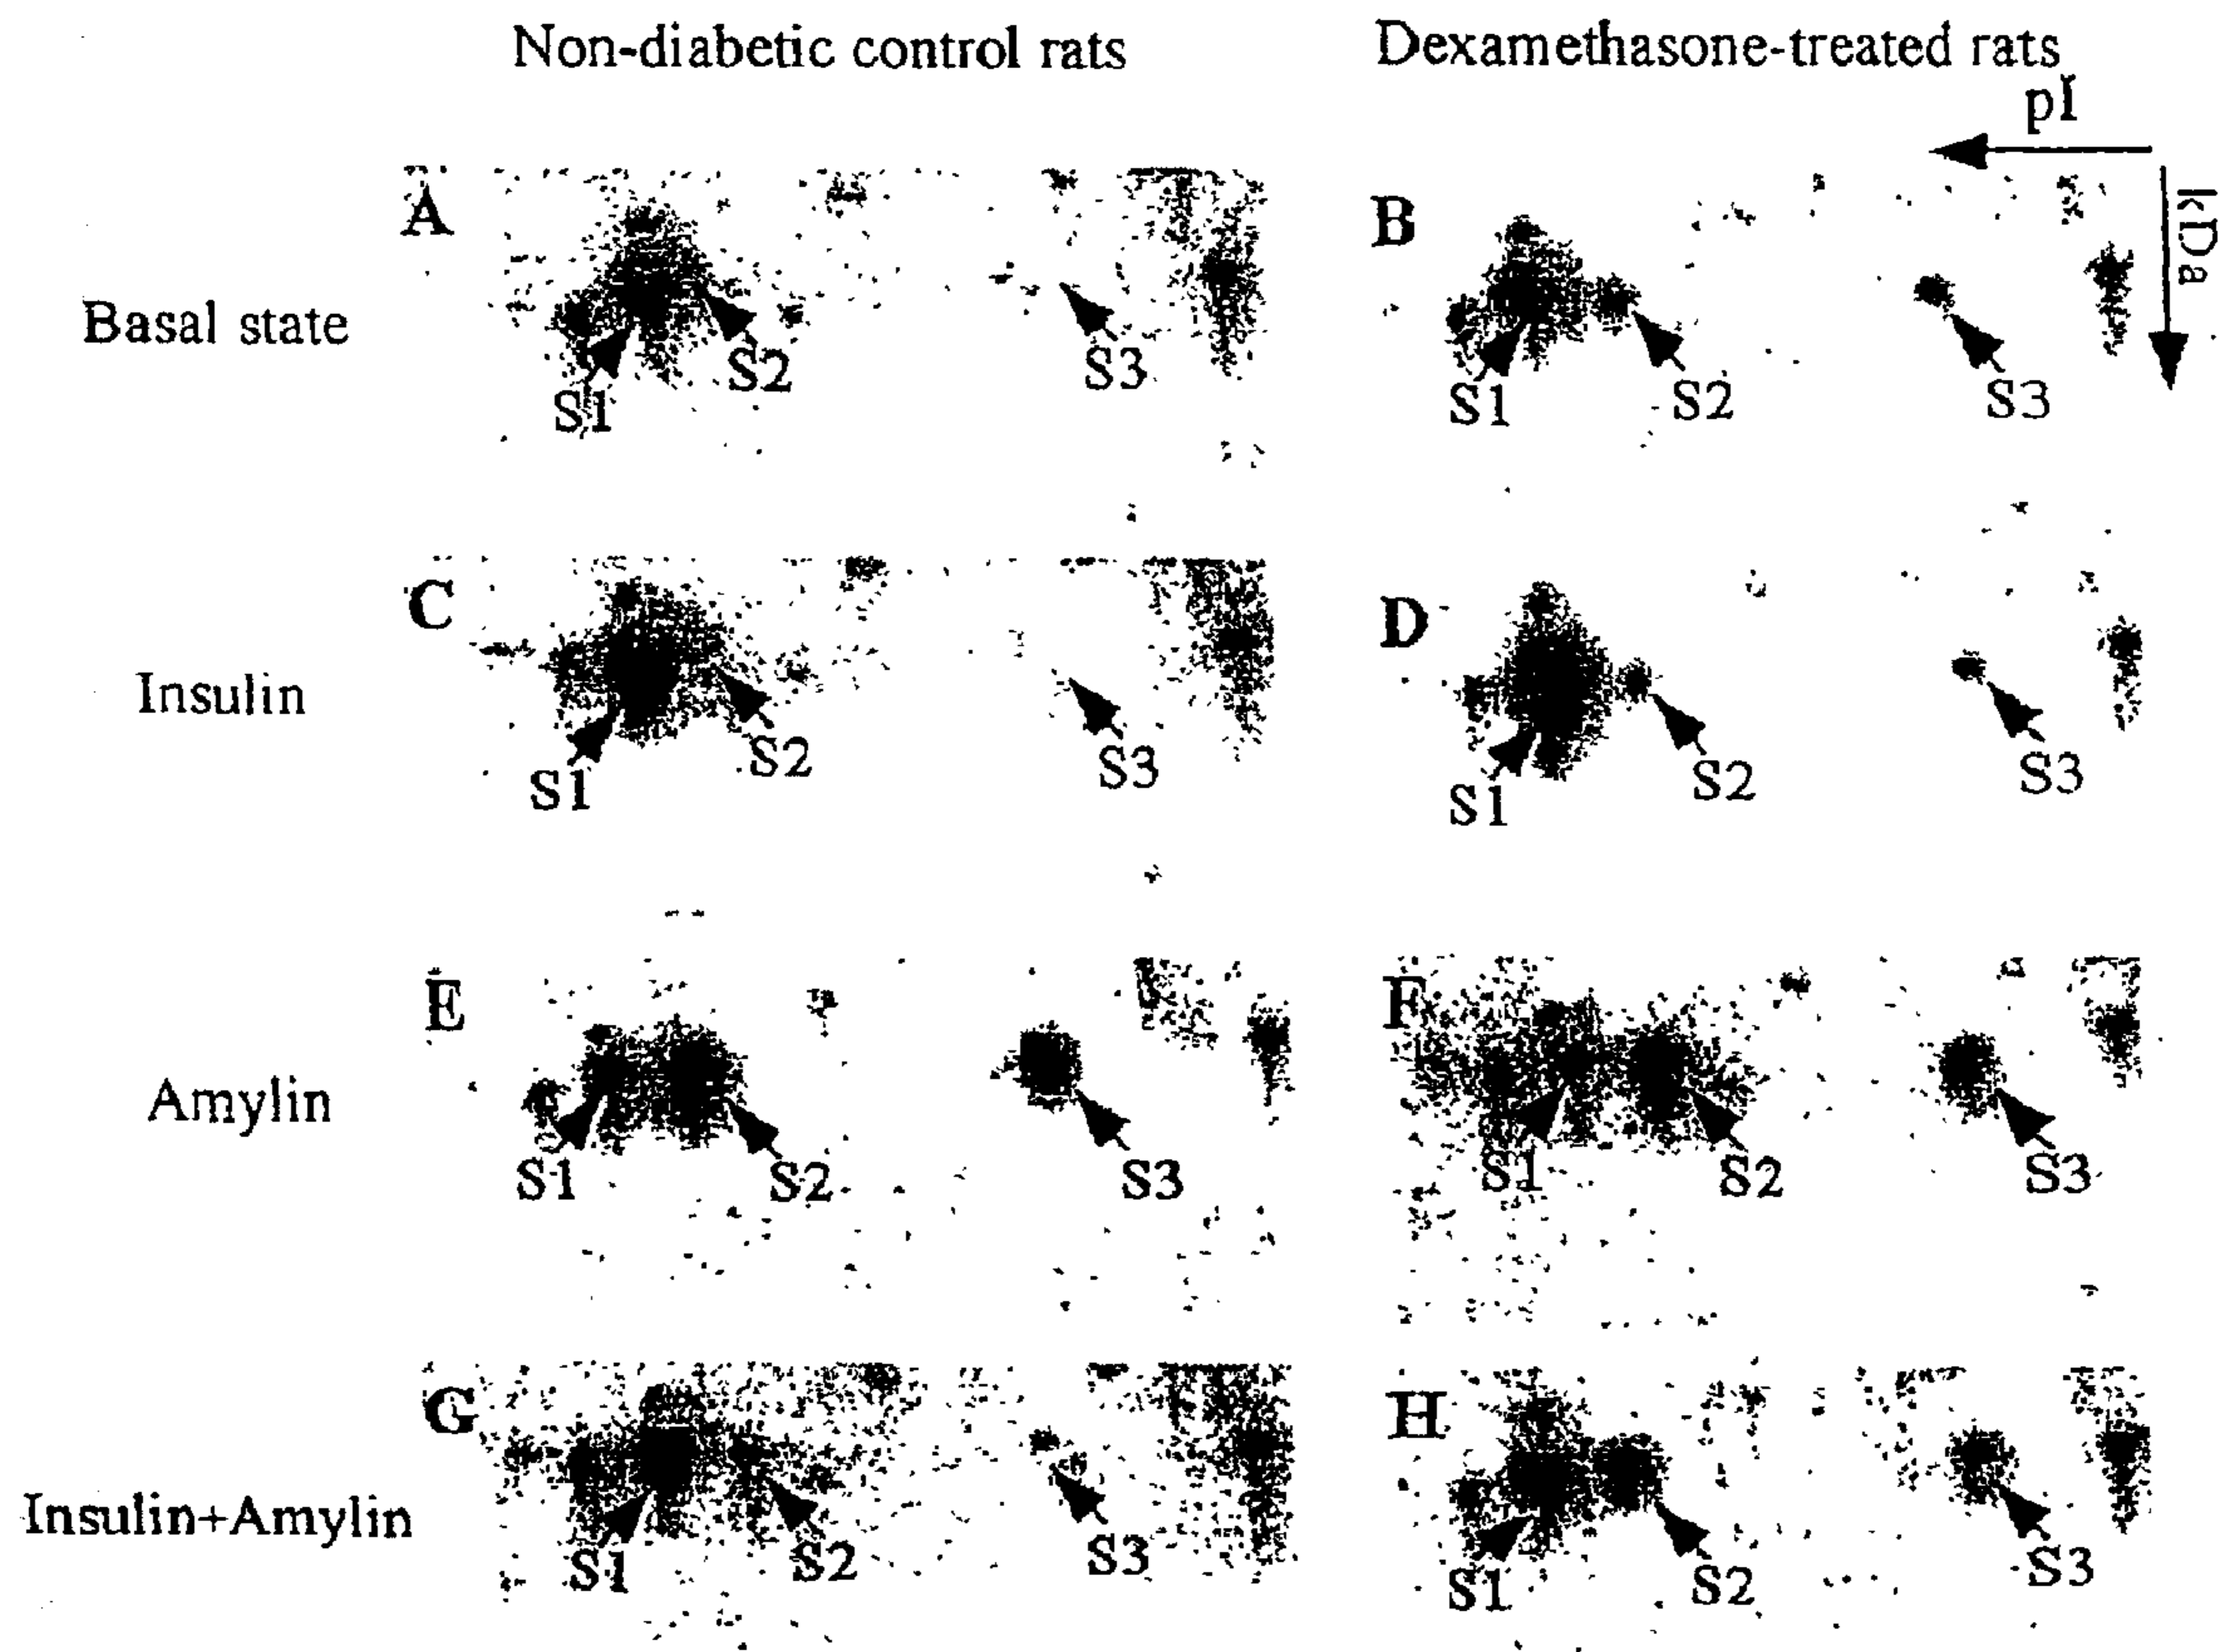 Non-diabetic control rats Dexamethasone-treated rats
pI
kDa
Basal state
A
S1
S2
S3
B
S1
S2
S3
Insulin
C
S1
S2
S3
D
S1
S2
S3
Amylin
E
S1
S2
S3
F
S1
S2
S3
Insulin+Amylin
G
S1
S2
S3
H
S1
S2
S3